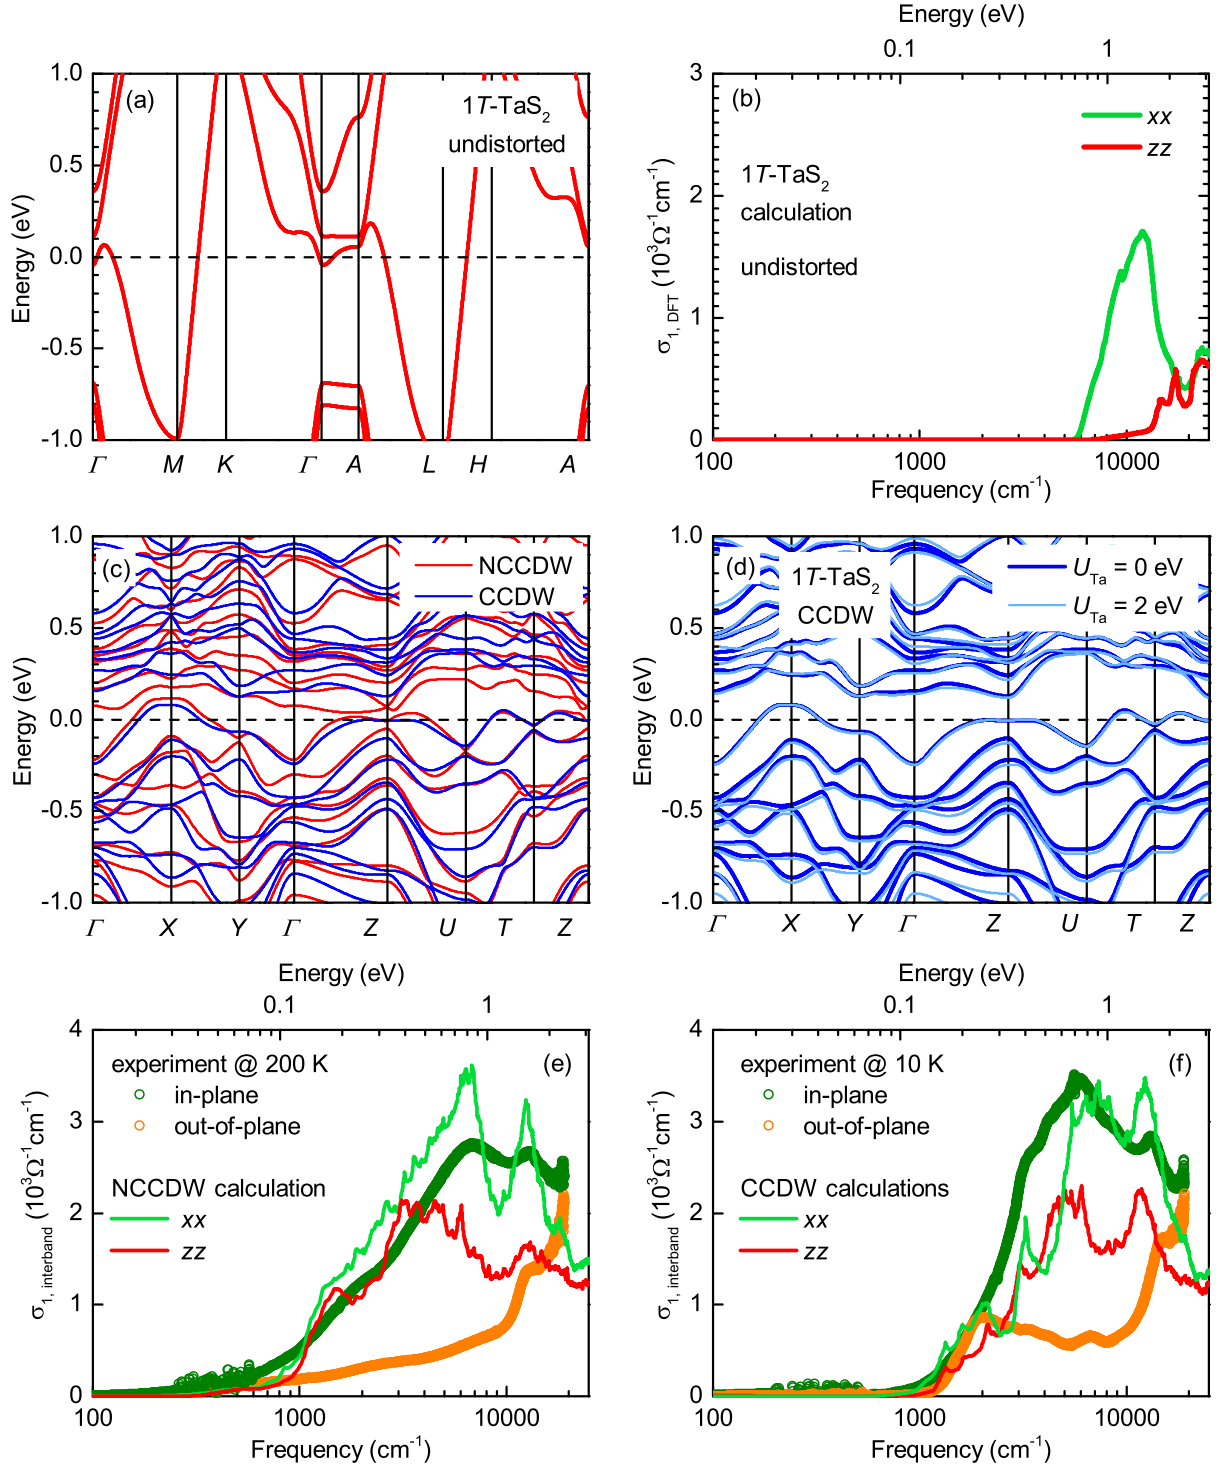 (a)
1T-TaS2
undistorted
1.0
0.5
0.0
-0.5
-1.0
Energy (eV)
Γ M K Γ A L H A
Energy (eV)
0.1 1
(b)
xx
zz
1T-TaS2
calculation
undistorted
3
2
1
0
σ1, DFT (10³Ω⁻¹cm⁻¹)
100 1000 10000
Frequency (cm⁻¹)
(c)
NCCDW
CCDW
1.0
0.5
0.0
-0.5
-1.0
Energy (eV)
Γ X Y Γ Z U T Z
(d)
1T-TaS2
CCDW
UTa = 0 eV
UTa = 2 eV
1.0
0.5
0.0
-0.5
-1.0
Energy (eV)
Γ X Y Γ Z U T Z
Energy (eV)
0.1 1
(e)
experiment @ 200 K
in-plane
out-of-plane
NCCDW calculation
xx
zz
4
3
2
1
0
σ1, interband (10³Ω⁻¹cm⁻¹)
100 1000 10000
Frequency (cm⁻¹)
Energy (eV)
0.1 1
(f)
experiment @ 10 K
in-plane
out-of-plane
CCDW calculations
xx
zz
4
3
2
1
0
σ1, interband (10³Ω⁻¹cm⁻¹)
100 1000 10000
Frequency (cm⁻¹)